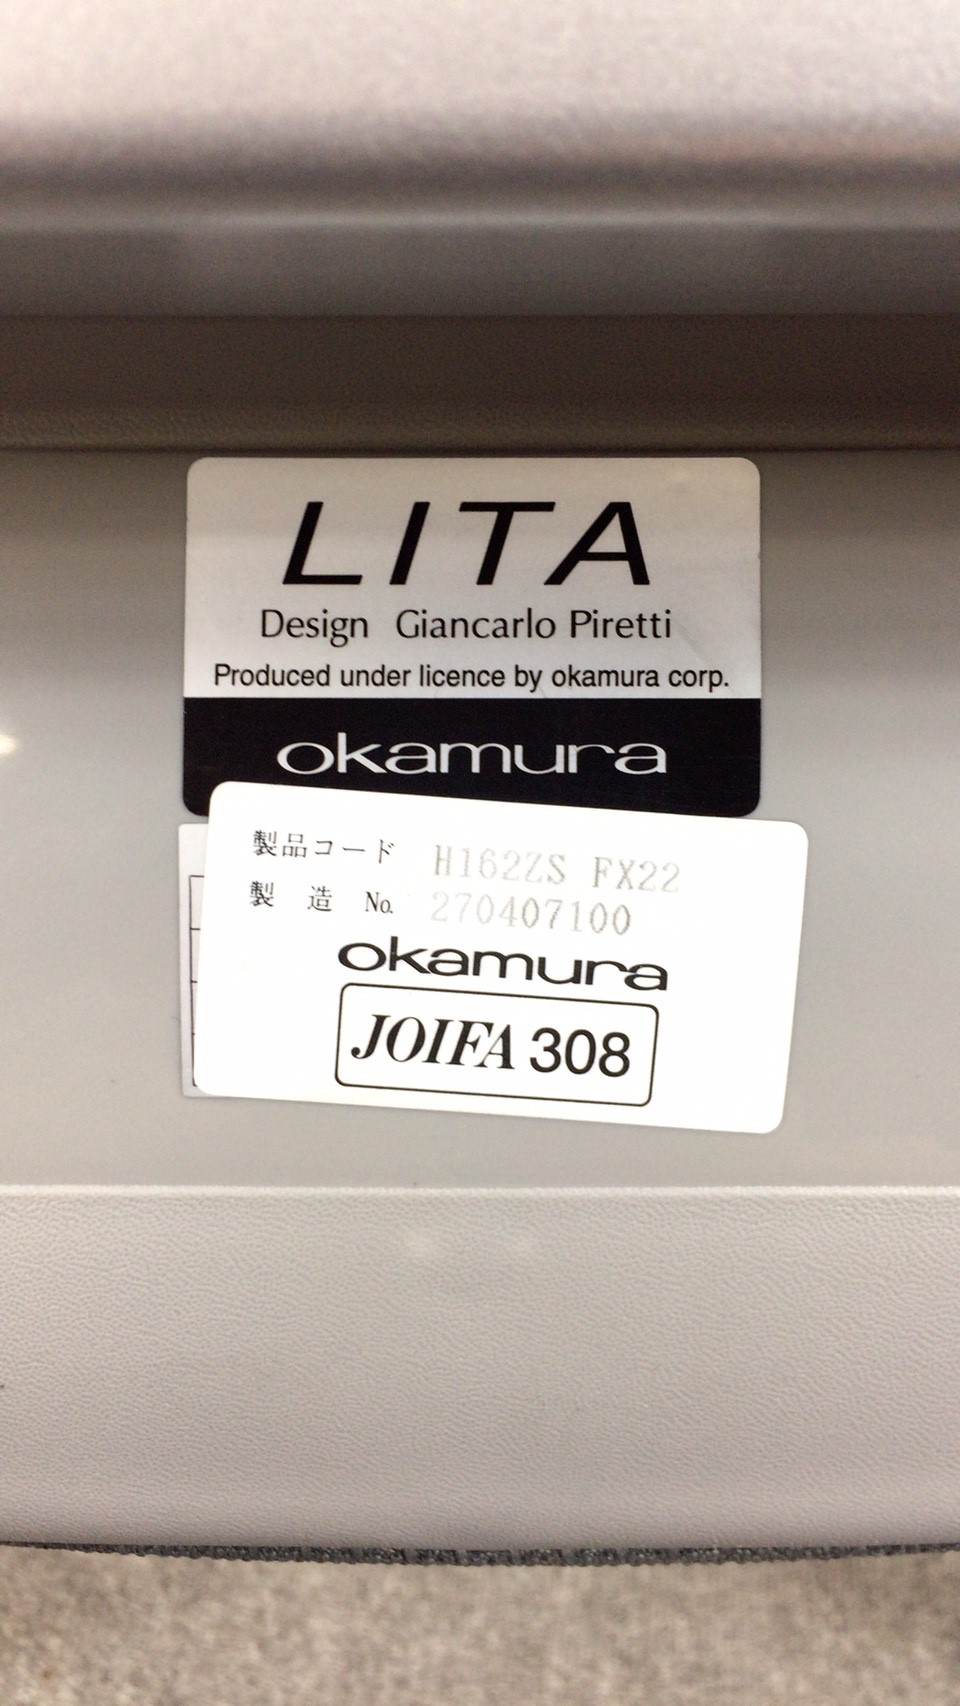 LITA
Design Giancarlo Piretti
Produced under licence by okamura corp.
okamura
製品コード H162ZS FX22
製 造 No. 270407100
okamura
JOIFA 308